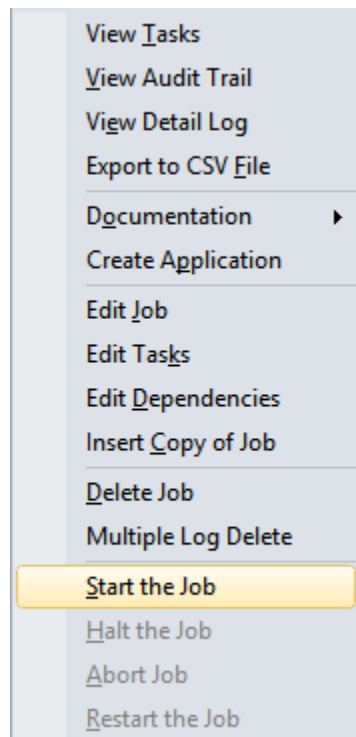 View Tasks
View Audit Trail
View Detail Log
Export to CSV File
Documentation
Create Application
Edit Job
Edit Tasks
Edit Dependencies
Insert Copy of Job
Delete Job
Multiple Log Delete
Start the Job
Halt the Job
Abort Job
Restart the Job